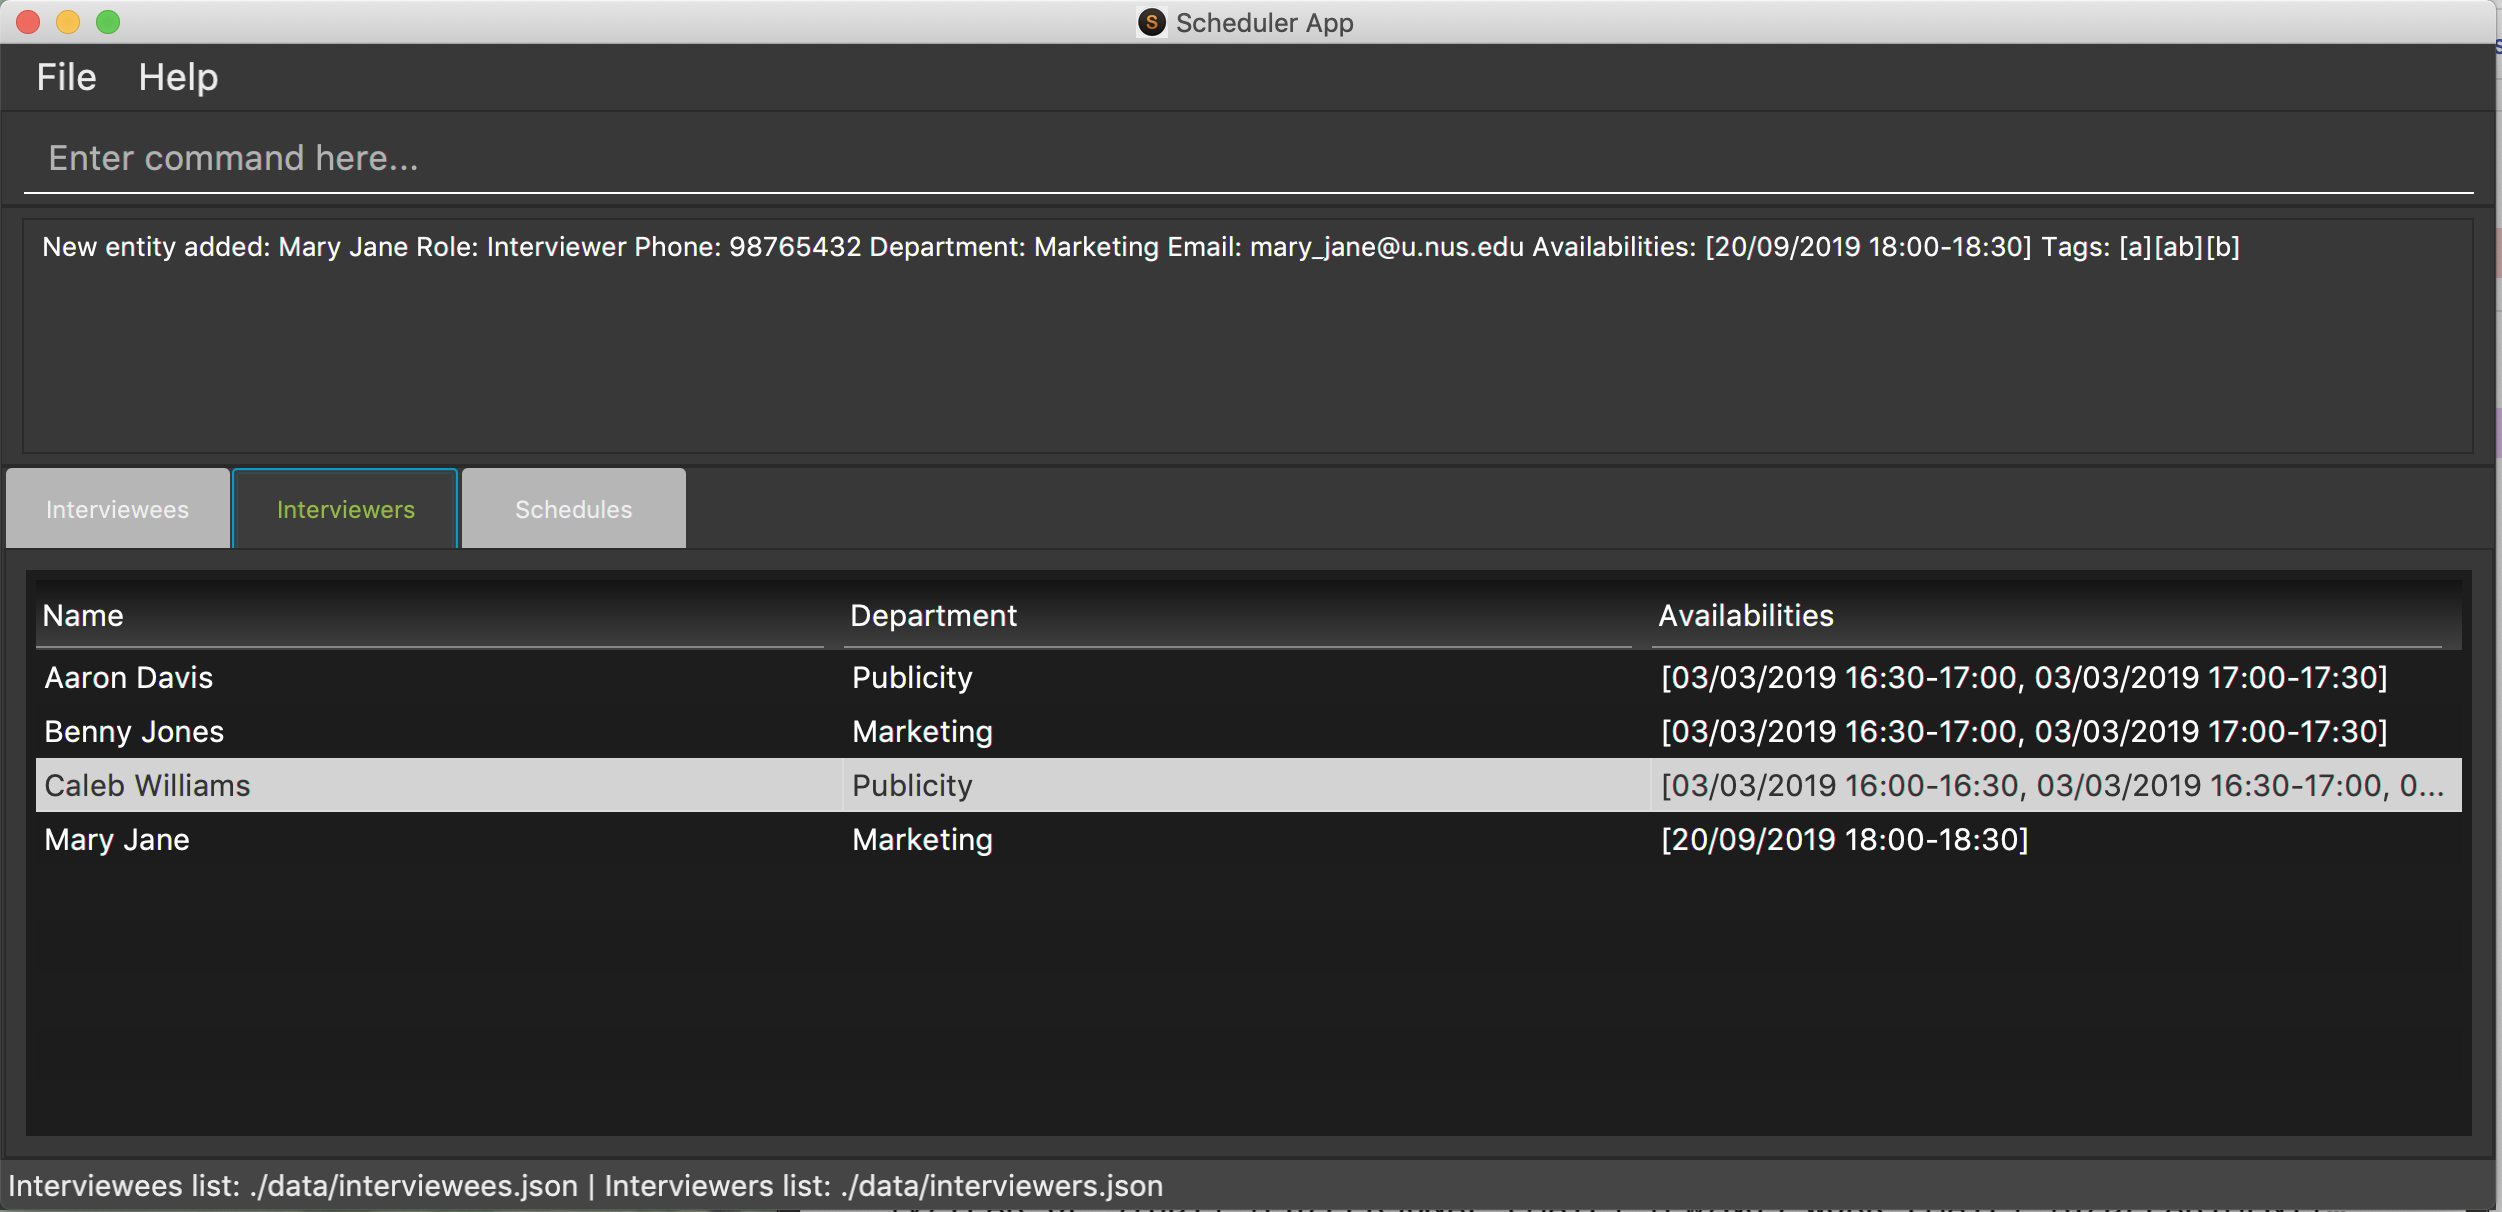 Scheduler App
File Help
Enter command here...
New entity added: Mary Jane Role: Interviewer Phone: 98765432 Department: Marketing Email: mary_jane@u.nus.edu Availabilities: [20/09/2019 18:00-18:30] Tags: [a][ab][b]
Interviewees Interviewers Schedules
Name Department Availabilities
Aaron Davis Publicity [03/03/2019 16:30-17:00, 03/03/2019 17:00-17:30]
Benny Jones Marketing [03/03/2019 16:30-17:00, 03/03/2019 17:00-17:30]
Caleb Williams Publicity [03/03/2019 16:00-16:30, 03/03/2019 16:30-17:00, 0...
Mary Jane Marketing [20/09/2019 18:00-18:30]
Interviewees list: ./data/interviewees.json | Interviewers list: ./data/interviewers.json